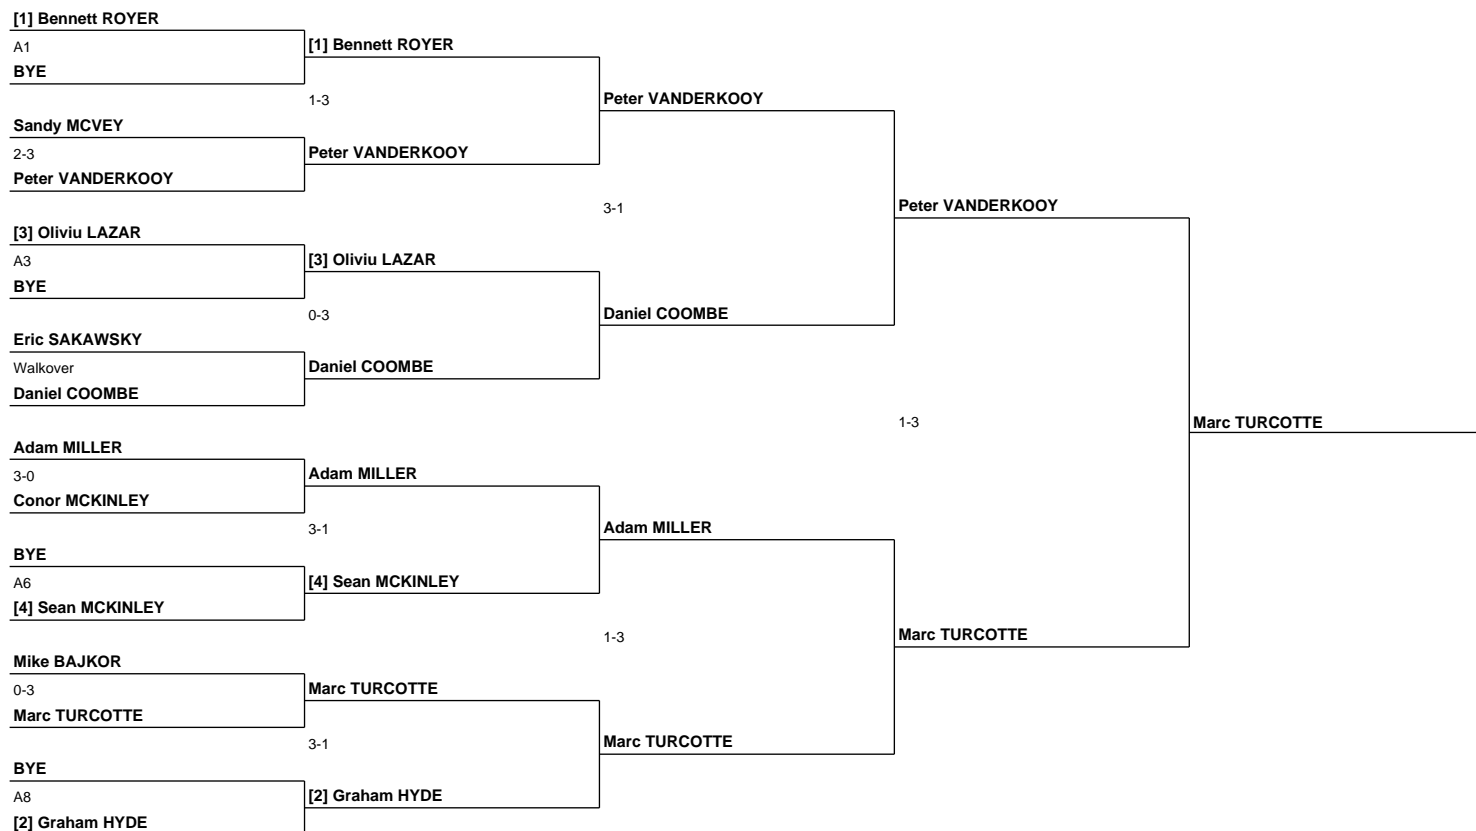 [1] Bennett ROYER
A1
BYE
[1] Bennett ROYER
1-3
Sandy MCVEY
2-3
Peter VANDERKOOY
Peter VANDERKOOY
Peter VANDERKOOY
3-1
[3] Oliviu LAZAR
A3
BYE
[3] Oliviu LAZAR
0-3
Eric SAKAWSKY
Walkover
Daniel COOMBE
Daniel COOMBE
Daniel COOMBE
Peter VANDERKOOY
1-3
Adam MILLER
3-0
Conor MCKINLEY
Adam MILLER
3-1
BYE
A6
[4] Sean MCKINLEY
[4] Sean MCKINLEY
Adam MILLER
1-3
Mike BAJKOR
0-3
Marc TURCOTTE
Marc TURCOTTE
3-1
BYE
A8
[2] Graham HYDE
[2] Graham HYDE
Marc TURCOTTE
Marc TURCOTTE
Marc TURCOTTE